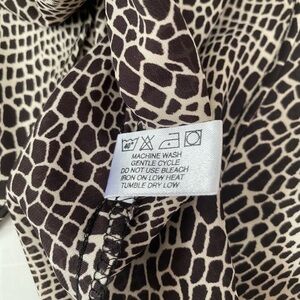 MACHINE WASH
GENTLE CYCLE
DO NOT USE BLEACH
IRON ON LOW HEAT
TUMBLE DRY LOW